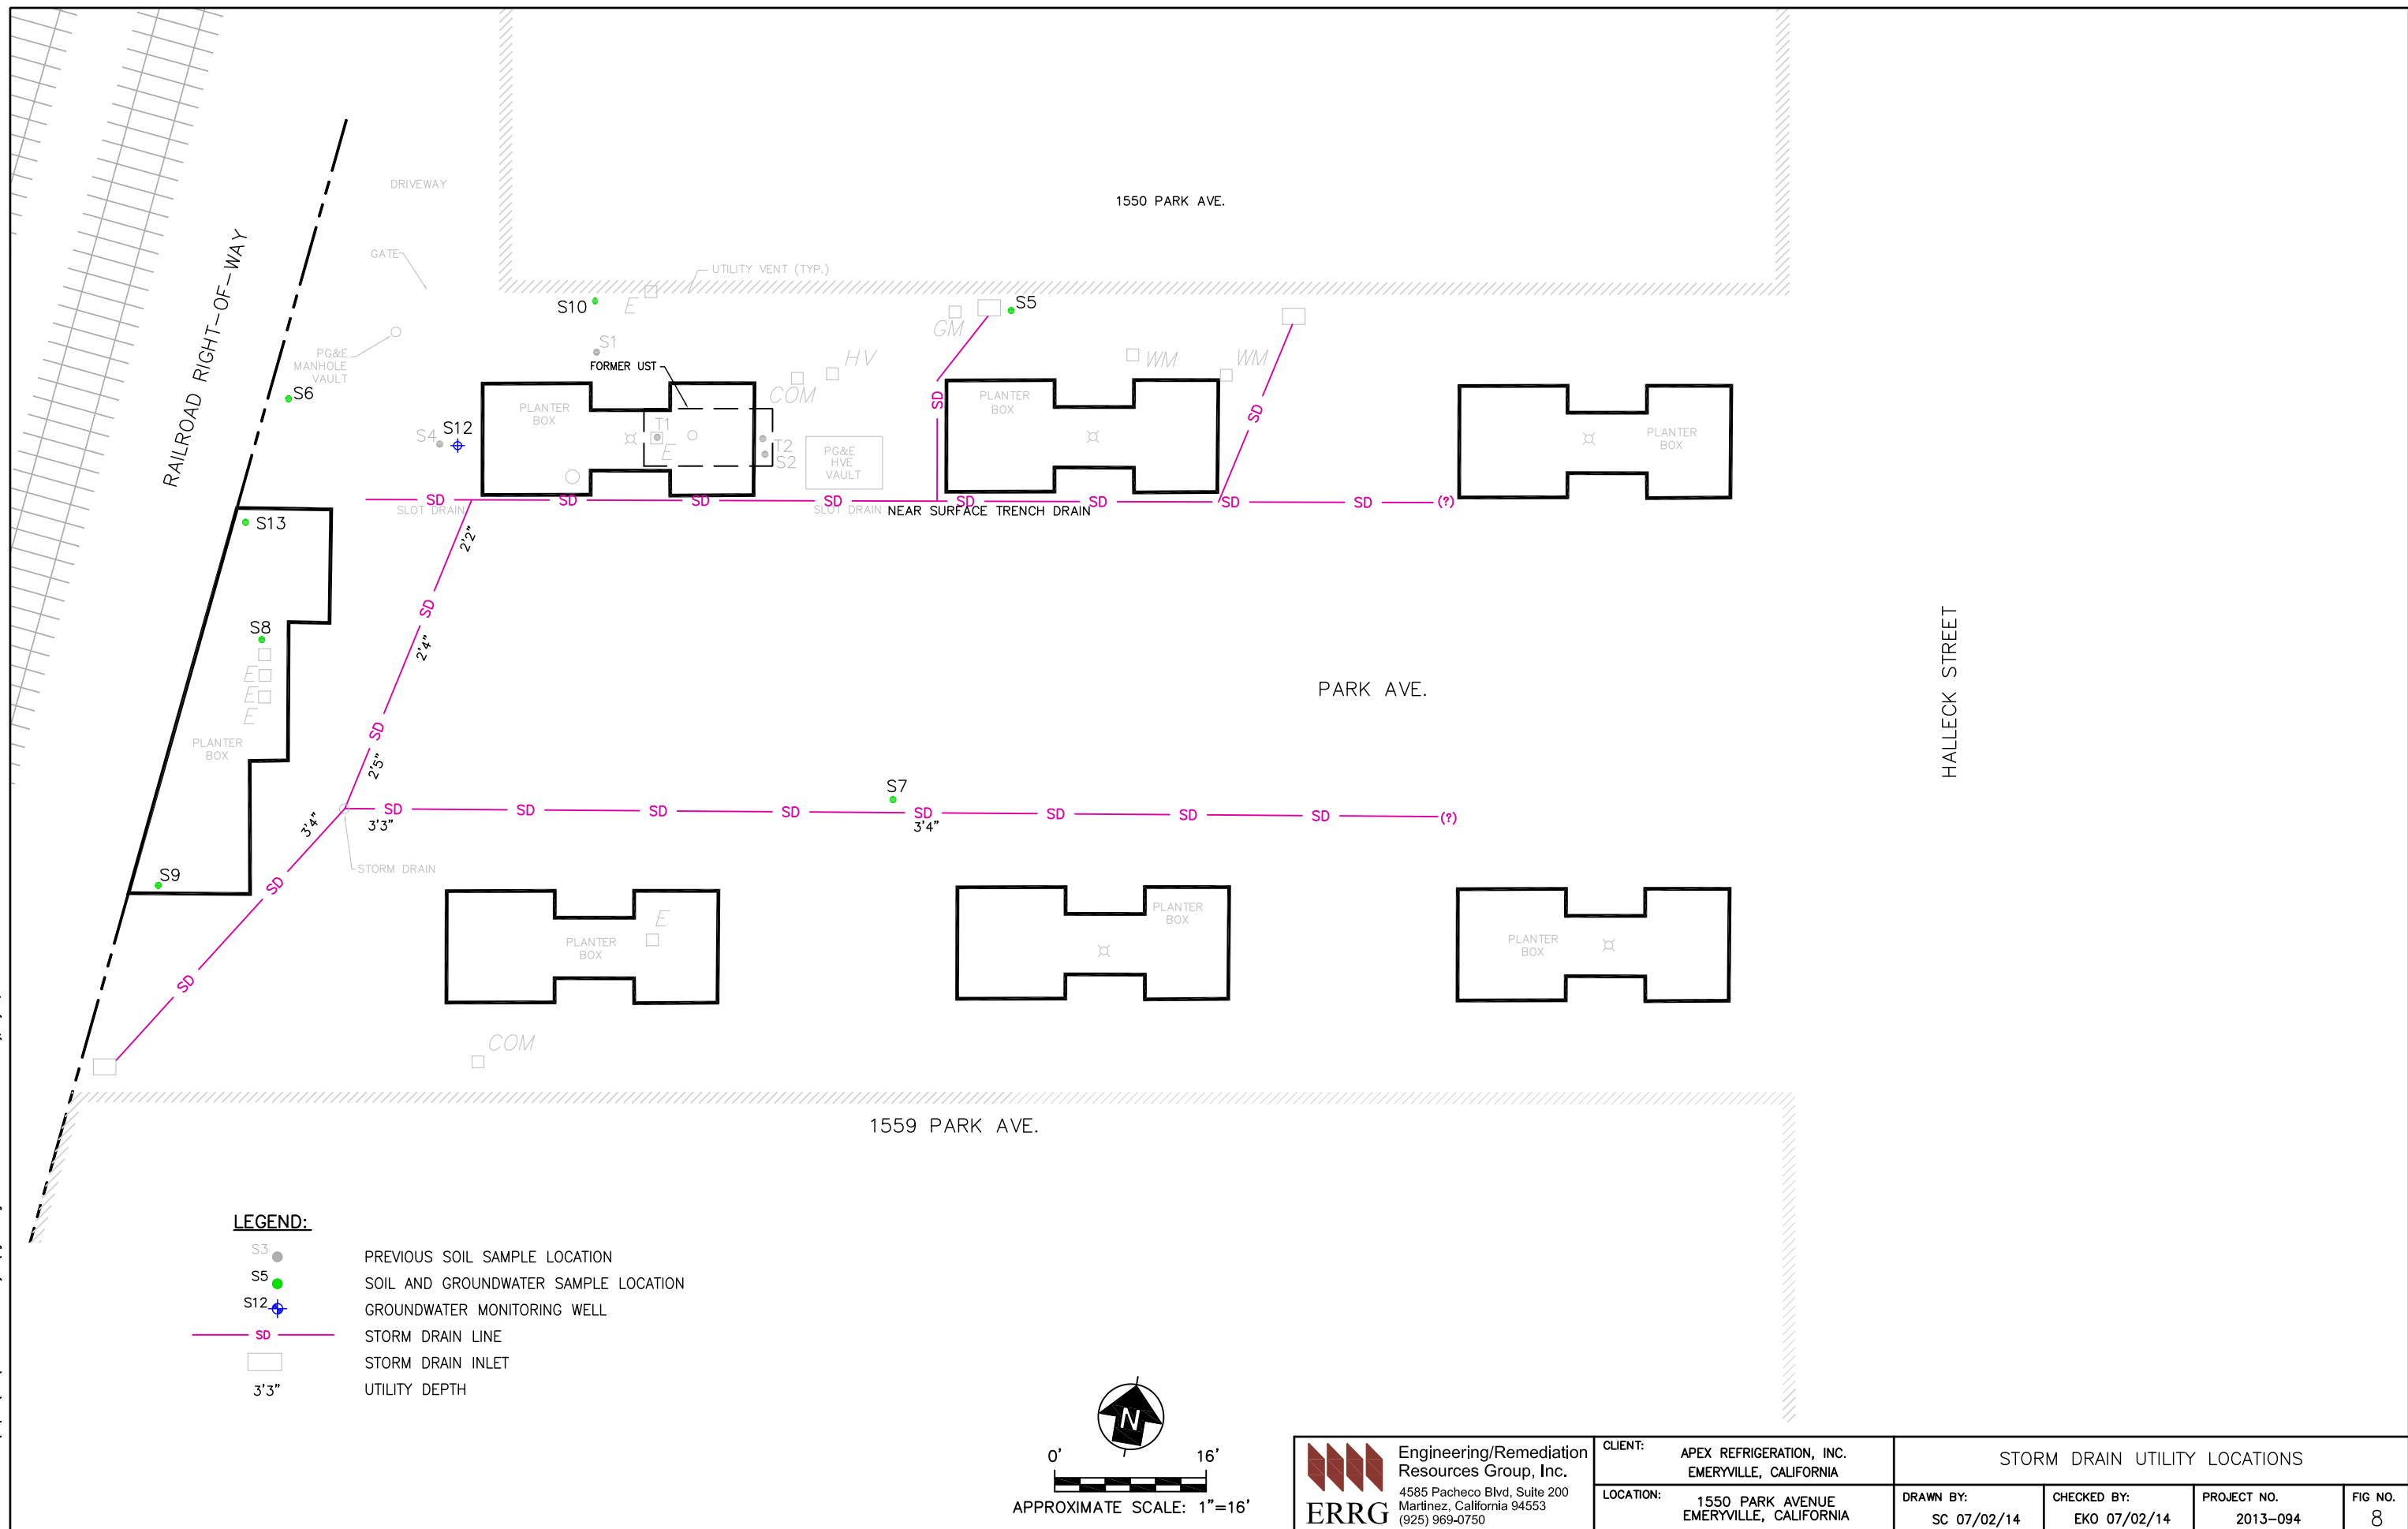 DRIVEWAY
1550 PARK AVE.
GATE
RAILROAD RIGHT-OF-WAY
UTILITY VENT (TYP.)
S10
E
S5
GM
S1
FORMER UST
HV
COM
WM
WM
PG&E
MANHOLE
VAULT
S6
PLANTER
BOX
PLANTER
BOX
PLANTER
BOX
SD
SD
S4
S12
T1
E
T2
S2
PG&E
HVE
VAULT
SD
SD
SD
SD
SD
SD
SD
SD
(?)
SLOT DRAIN
SLOT DRAIN
NEAR SURFACE TRENCH DRAIN
S13
2'2"
SD
2'4"
S8
E
E
E
HALLECK STREET
PARK AVE.
PLANTER
BOX
SD
2'5"
S7
SD
SD
SD
SD
SD
SD
SD
SD
(?)
3'4"
3'3"
3'4"
STORM DRAIN
S9
SD
SD
PLANTER
BOX
E
PLANTER
BOX
PLANTER
BOX
COM
1559 PARK AVE.
LEGEND:
S3
PREVIOUS SOIL SAMPLE LOCATION
S5
SOIL AND GROUNDWATER SAMPLE LOCATION
S12
GROUNDWATER MONITORING WELL
SD
STORM DRAIN LINE
STORM DRAIN INLET
3'3"
UTILITY DEPTH
N
0' 16'
APPROXIMATE SCALE: 1"=16'
ERRG
Engineering/Remediation
Resources Group, Inc.
4585 Pacheco Blvd, Suite 200
Martinez, California 94553
(925) 969-0750
CLIENT:
APEX REFRIGERATION, INC.
EMERYVILLE, CALIFORNIA
LOCATION:
1550 PARK AVENUE
EMERYVILLE, CALIFORNIA
STORM DRAIN UTILITY LOCATIONS
DRAWN BY:
SC 07/02/14
CHECKED BY:
EKO 07/02/14
PROJECT NO.
2013-094
FIG NO.
8